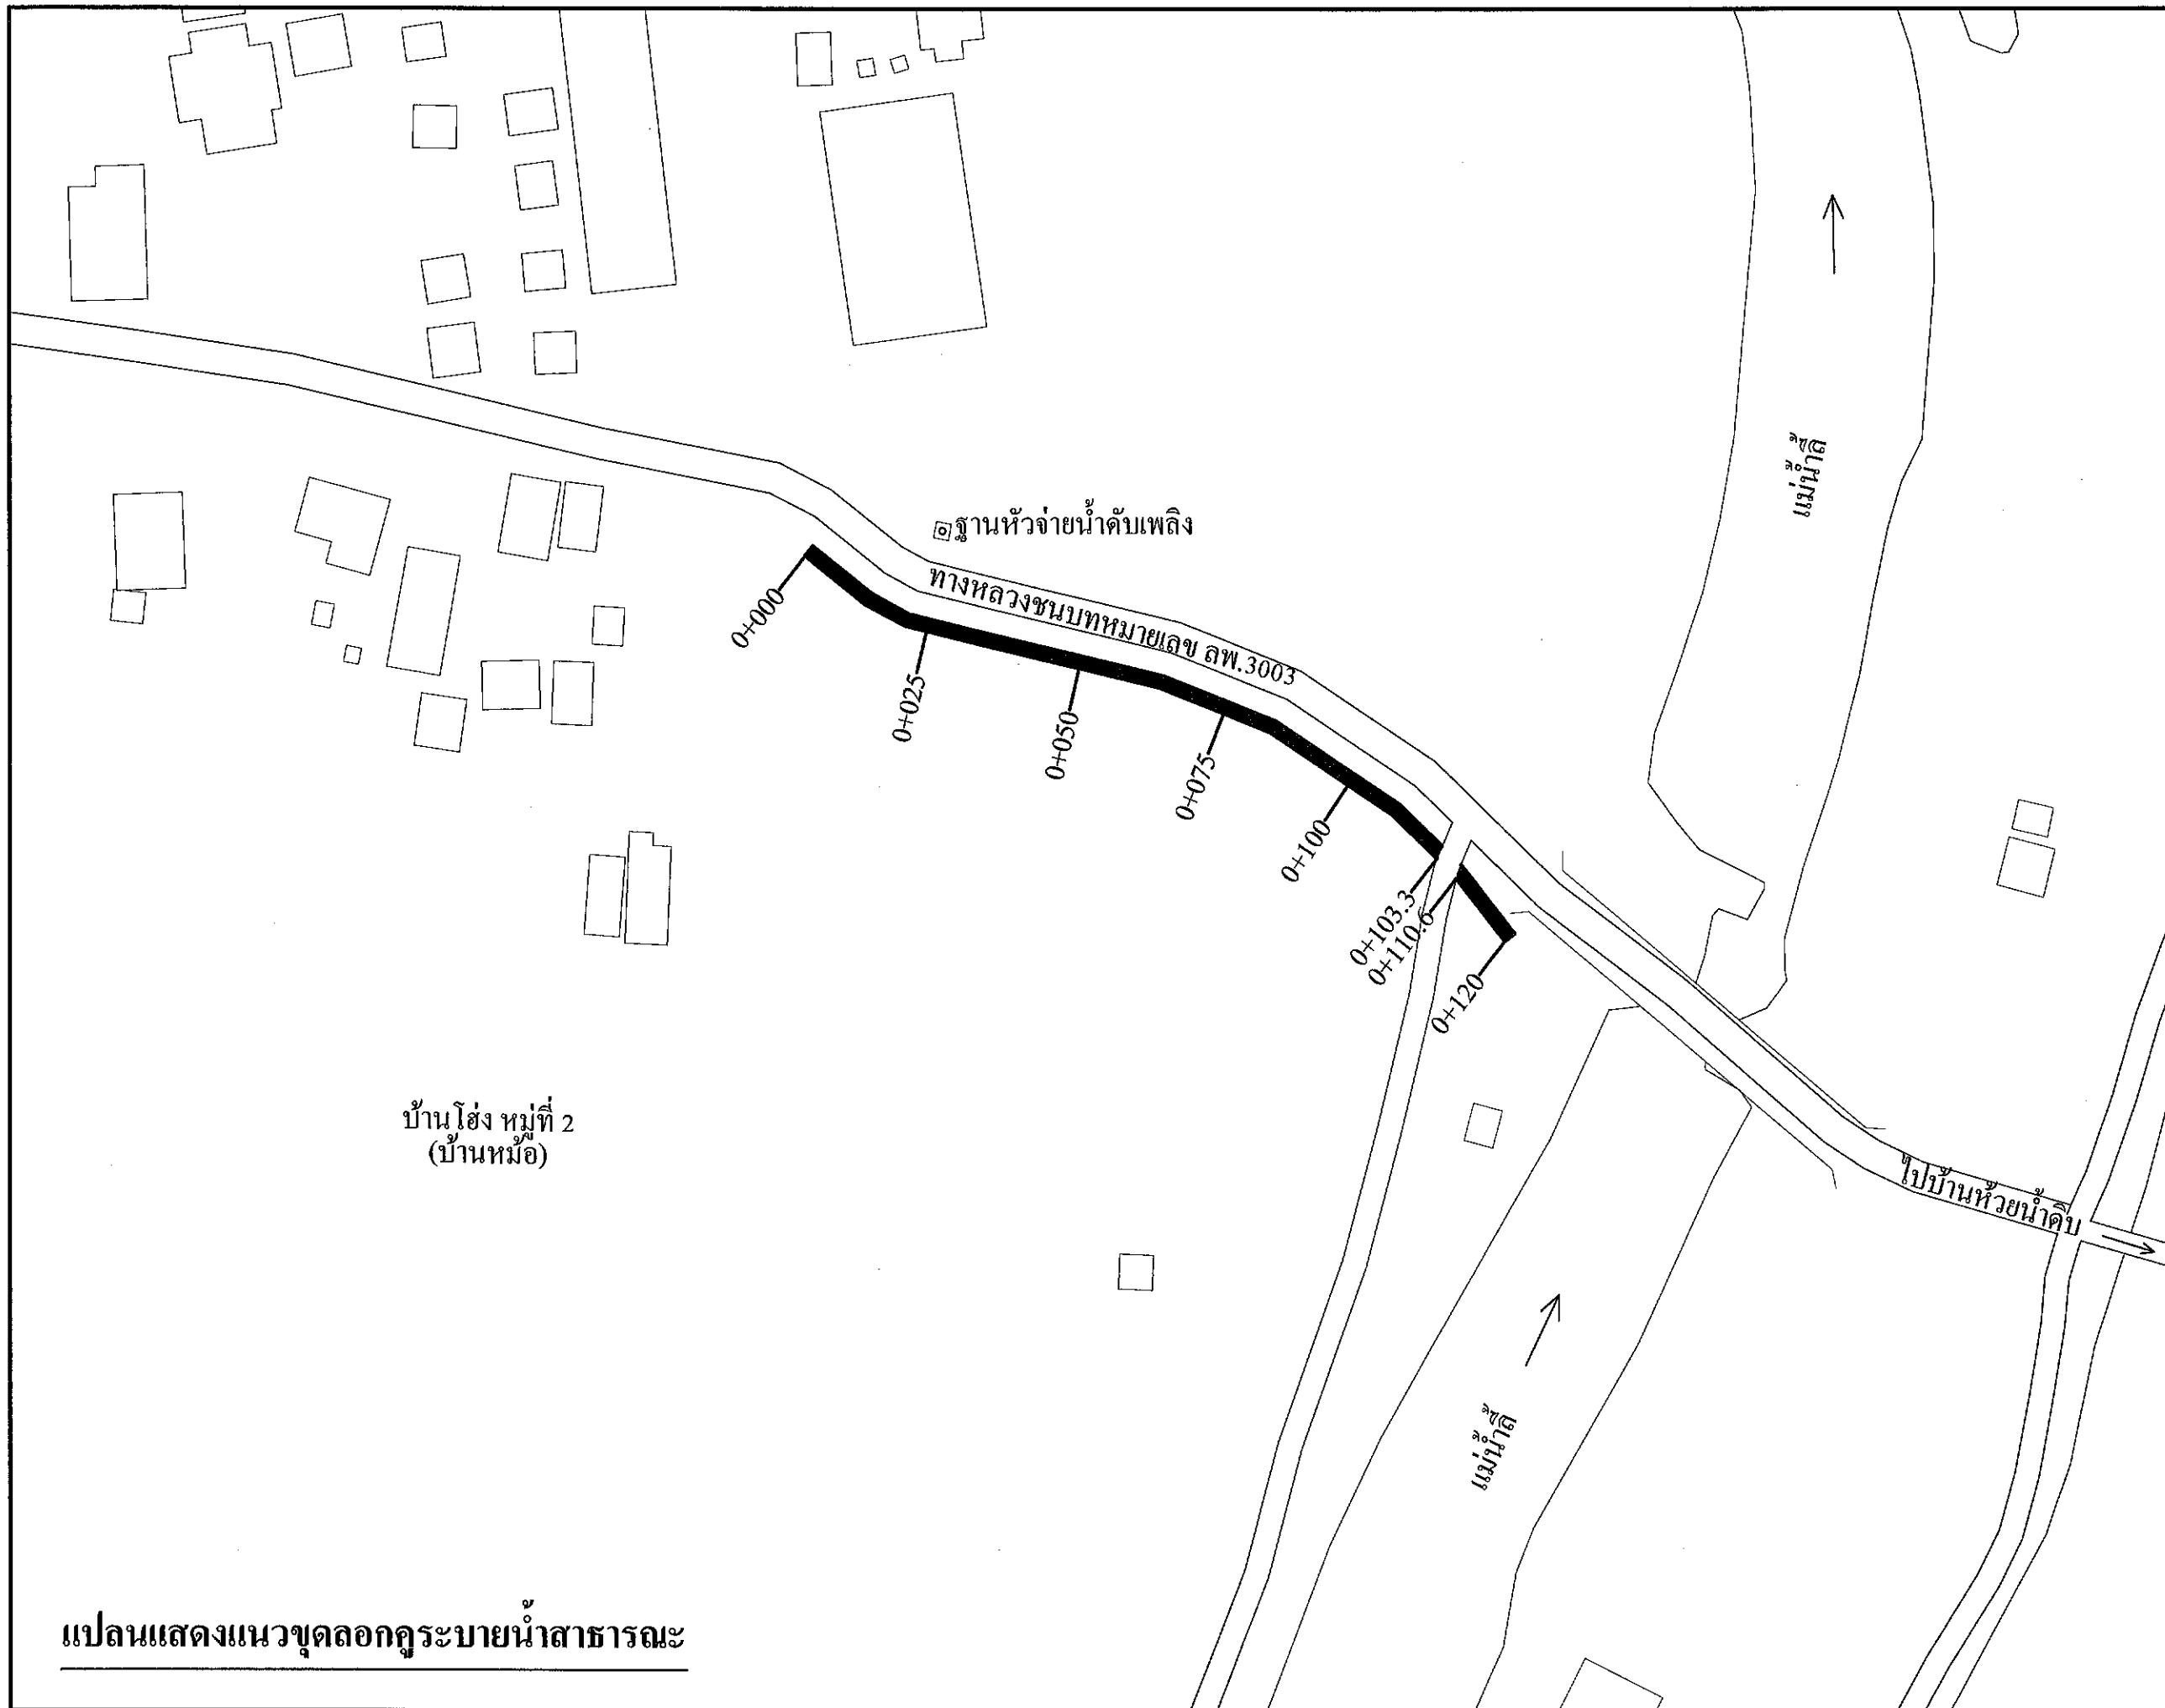 แม่น้ำลี้
ฐานหัวจ่ายน้ำดับเพลิง
ทางหลวงชนบทหมายเลข ลพ.3003
0+000
0+025
0+050
0+075
0+100
0+103.3
0+110.6
0+120
บ้านโฮ่ง หมู่ที่ 2
(บ้านหม้อ)
ไปบ้านห้วยน้ำดิบ
แม่น้ำลี้
แปลนแสดงแนวขุดลอกคูระบายน้ำสาธารณะ